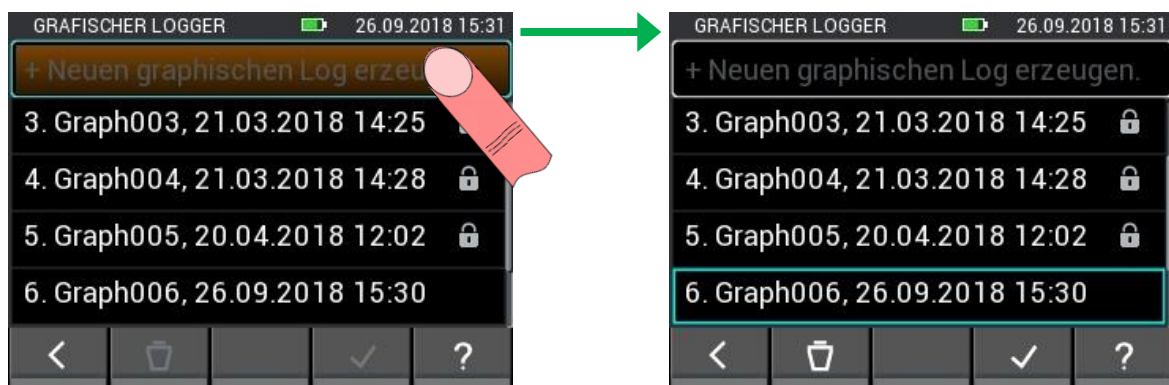 GRAFISCHER LOGGER 26.09.2018 15:31
+ Neuen graphischen Log erzeu
3. Graph003, 21.03.2018 14:25
4. Graph004, 21.03.2018 14:28
5. Graph005, 20.04.2018 12:02
6. Graph006, 26.09.2018 15:30
?
GRAFISCHER LOGGER 26.09.2018 15:31
+ Neuen graphischen Log erzeugen.
3. Graph003, 21.03.2018 14:25
4. Graph004, 21.03.2018 14:28
5. Graph005, 20.04.2018 12:02
6. Graph006, 26.09.2018 15:30
?